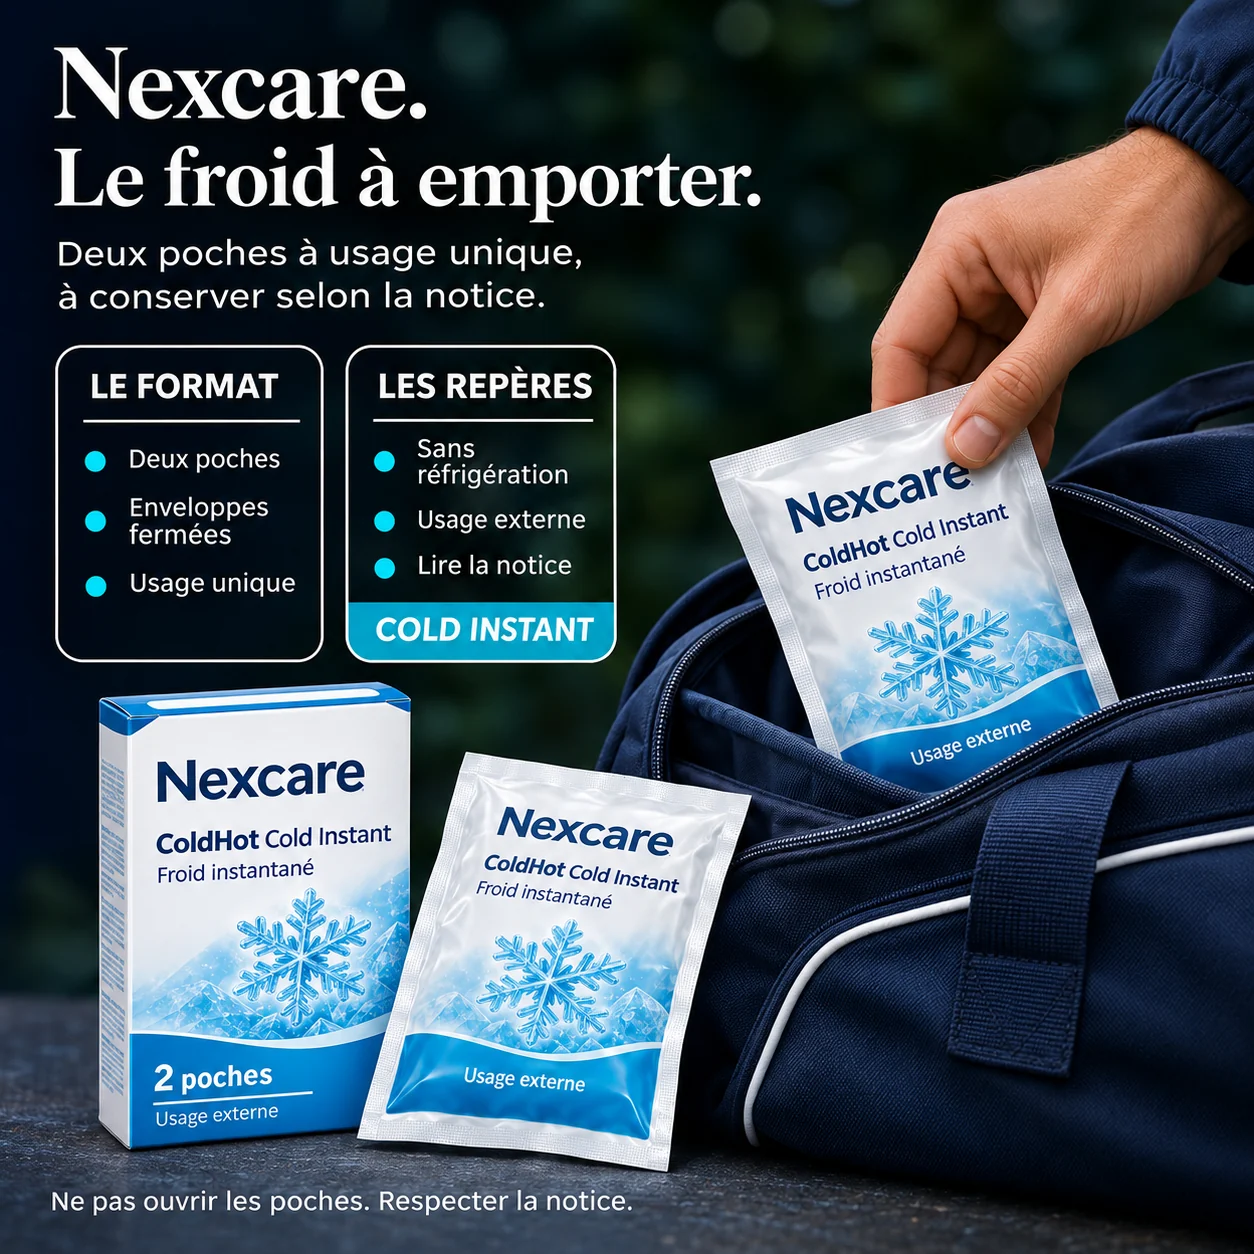 Nexcare.
Le froid à emporter.
Deux poches à usage unique,
à conserver selon la notice.
LE FORMAT
Deux poches
Enveloppes
fermées
Usage unique
LES REPÈRES
Sans
réfrigération
Usage externe
Lire la notice
COLD INSTANT
Nexcare
ColdHot Cold Instant
Froid instantané
Usage externe
Nexcare
ColdHot Cold Instant
Froid instantané
2 poches
Usage externe
Nexcare
ColdHot Cold Instant
Froid instantané
Usage externe
Ne pas ouvrir les poches. Respecter la notice.